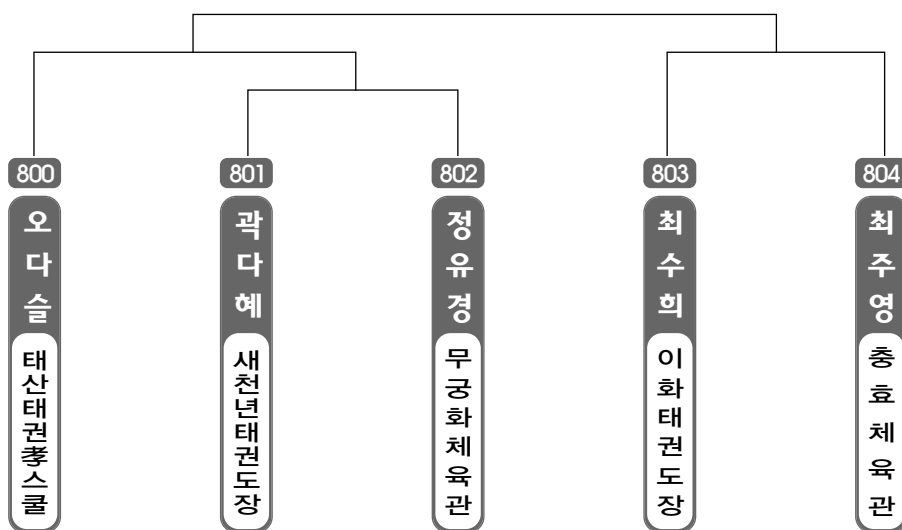 800
오다슬
태산태권孝스쿨
801
곽다혜
새천년태권도장
802
정유경
무궁화체육관
803
최수희
이화태권도장
804
최주영
충효체육관